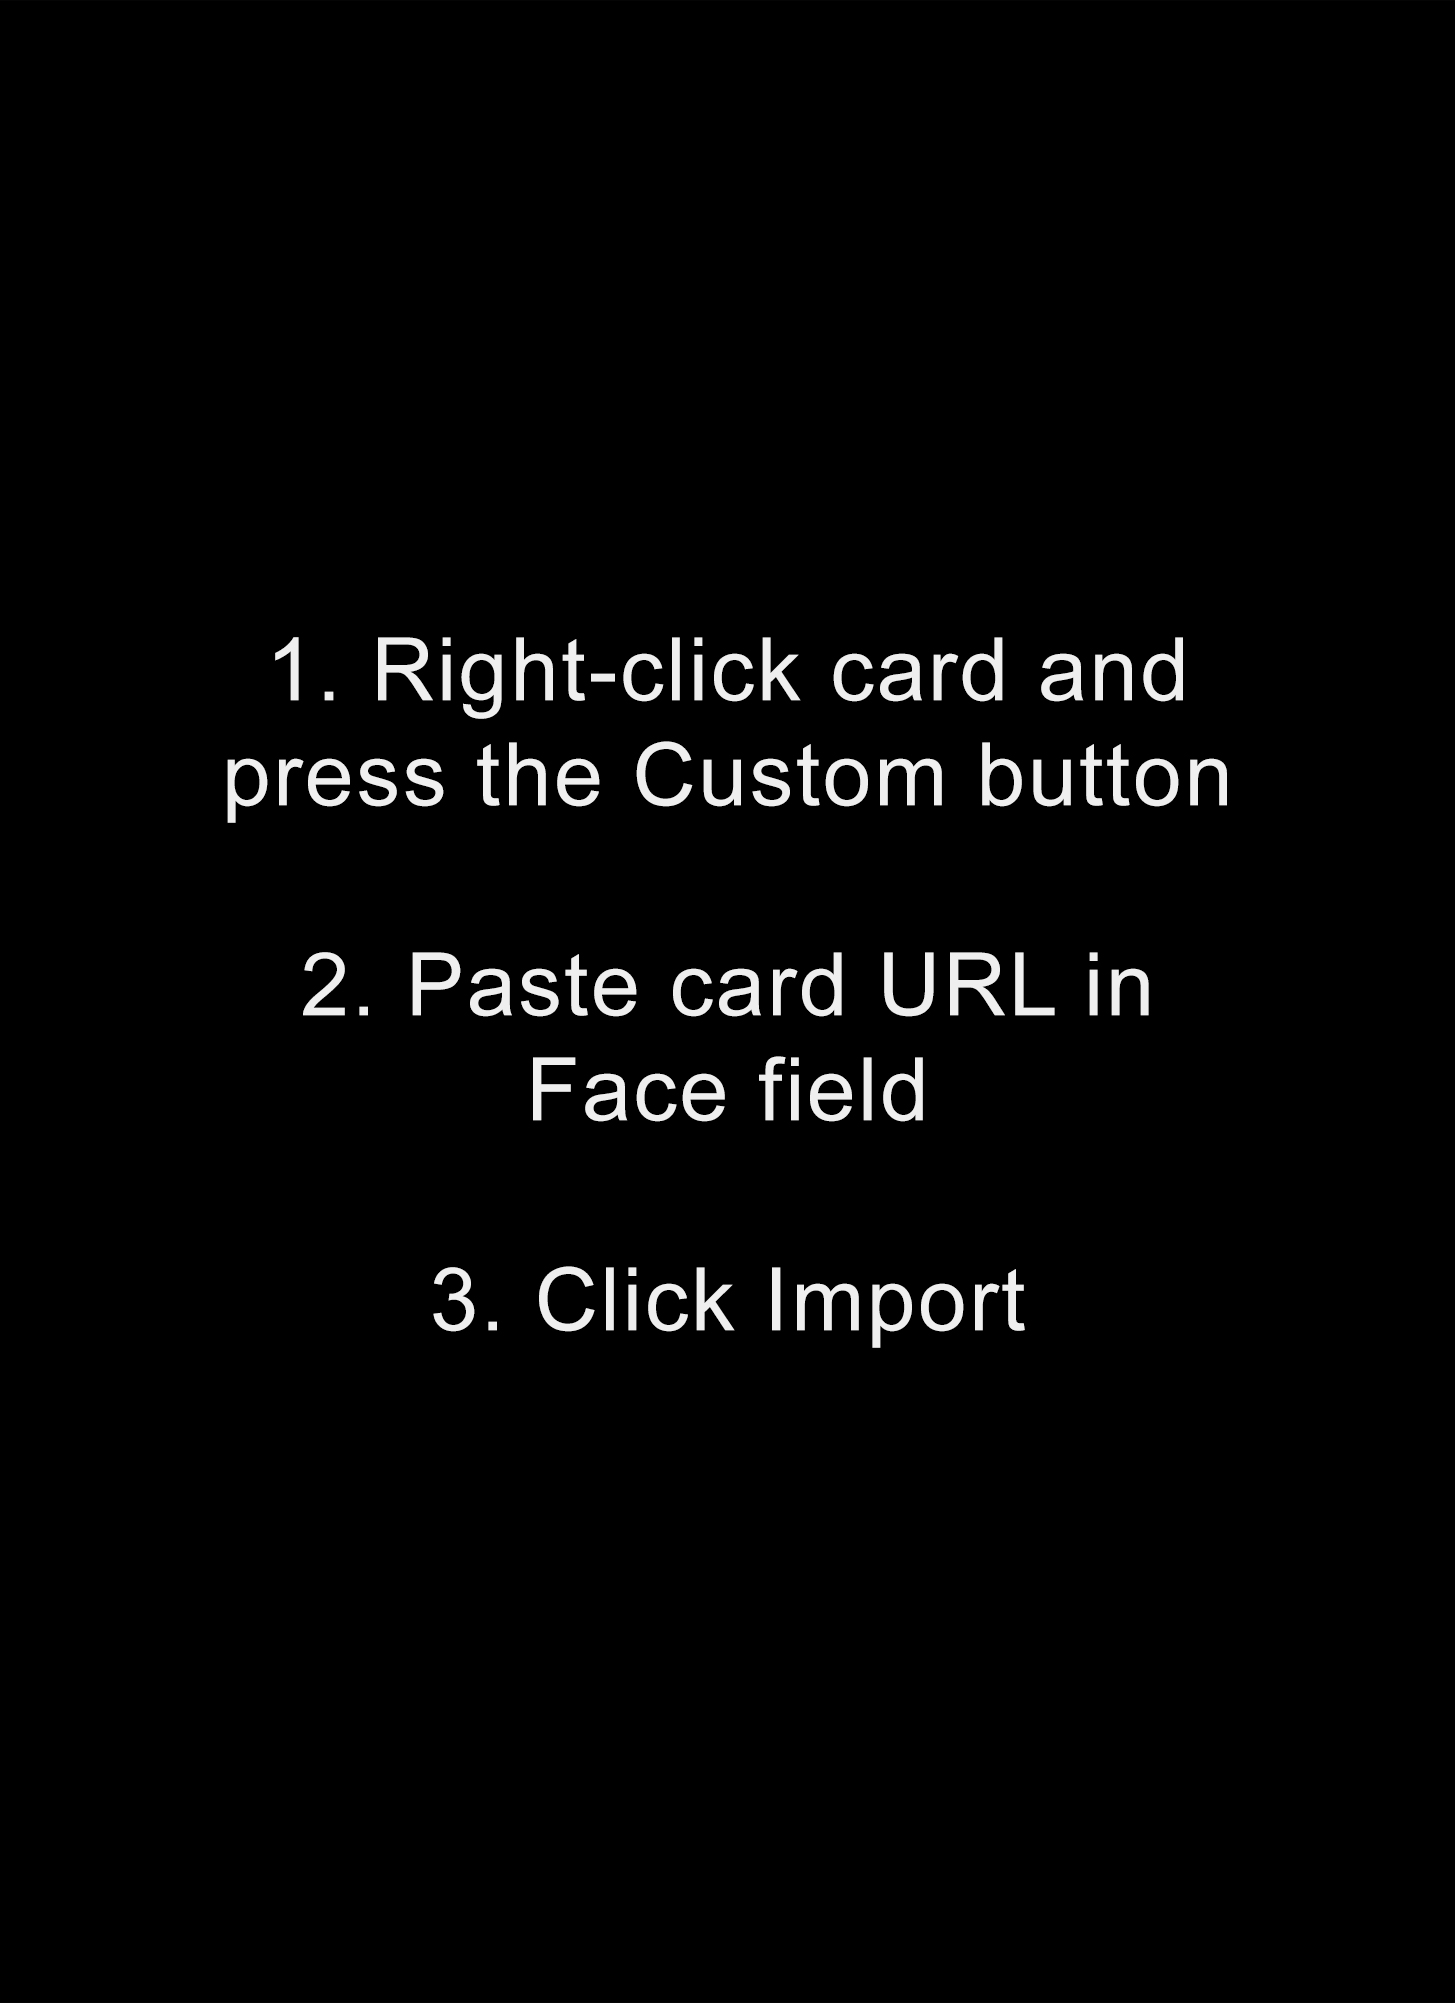 1. Right-click card and
press the Custom button
2. Paste card URL in
Face field
3. Click Import